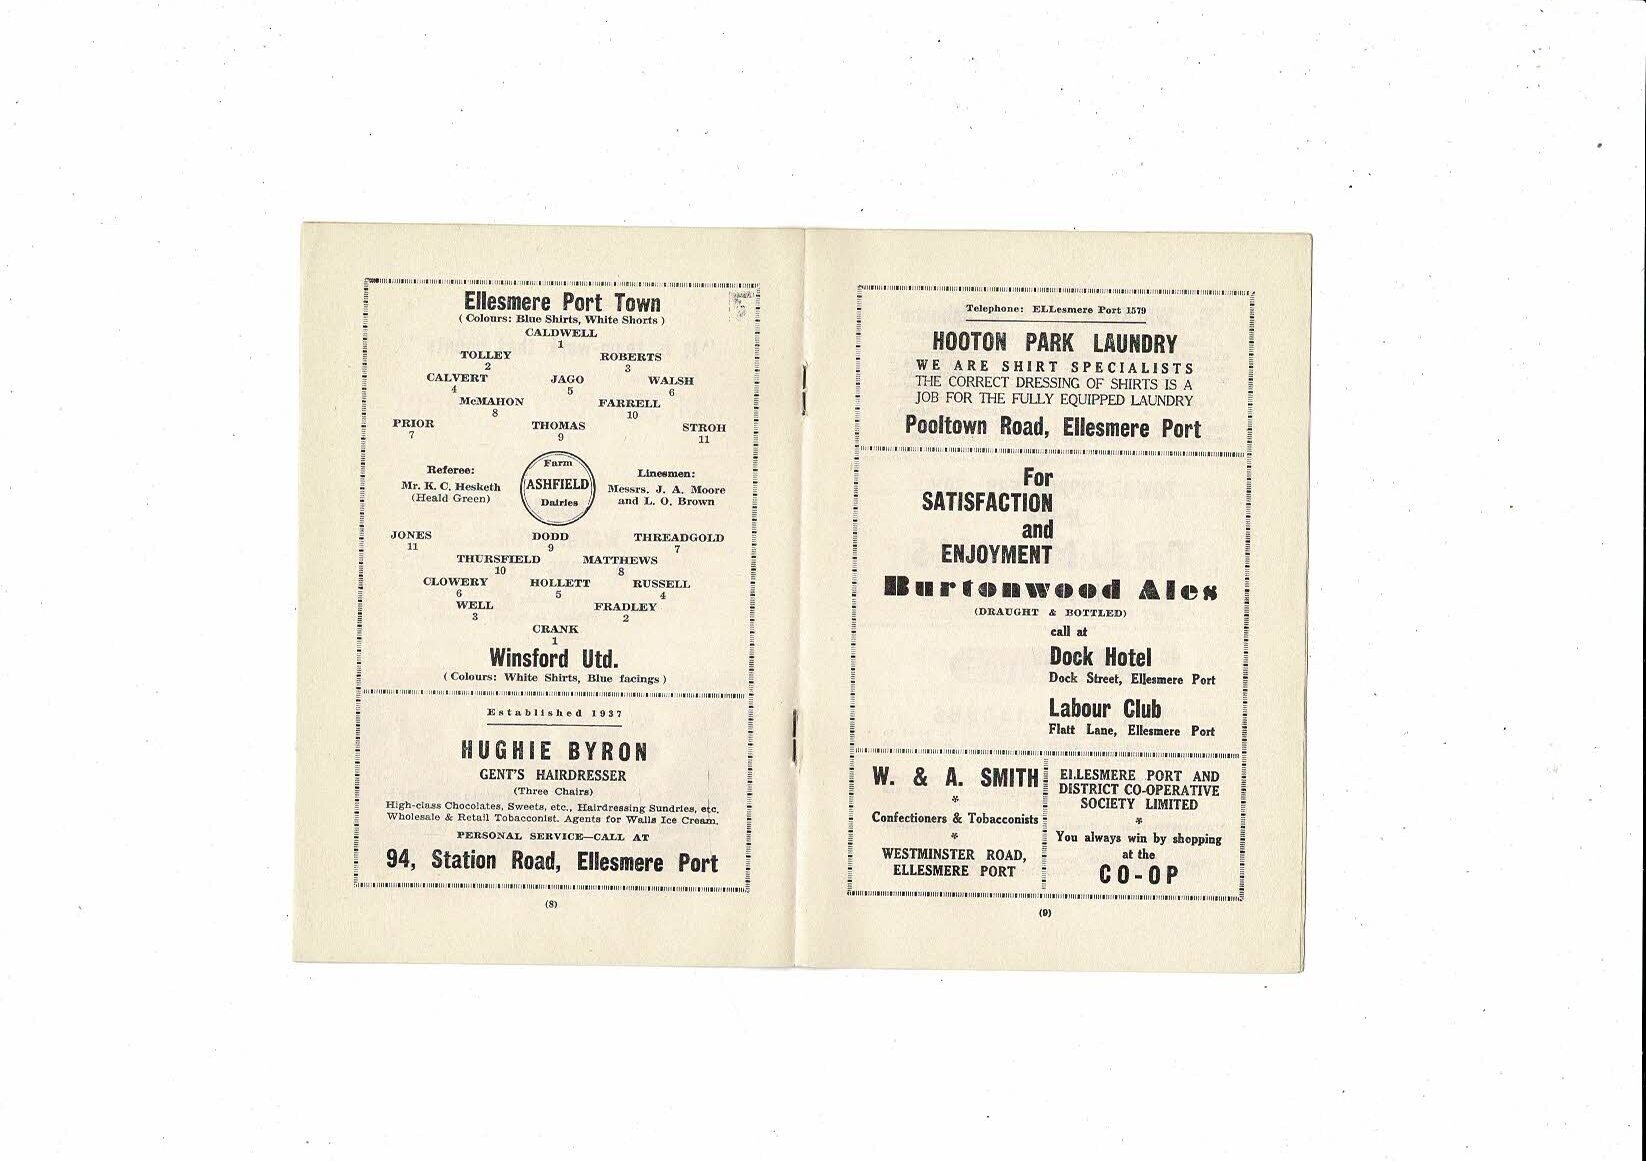 Ellesmere Port Town
( Colours: Blue Shirts, White Shorts )
CALDWELL
1
TOLLEY ROBERTS
2 3
CALVERT JAGO WALSH
4 5 6
McMAHON FARRELL
8 10
PRIOR THOMAS STROH
7 9 11
Referee:
Mr. K. C. Hesketh
(Heald Green)
Farm
ASHFIELD
Dairies
Linesmen:
Messrs. J. A. Moore
and L. O. Brown
JONES DODD THREADGOLD
11 9 7
THURSFIELD MATTHEWS
10 8
CLOWERY HOLLETT RUSSELL
6 5 4
WELL FRADLEY
3 2
CRANK
1
Winsford Utd.
( Colours: White Shirts, Blue facings )
Established 1937
HUGHIE BYRON
GENT'S HAIRDRESSER
(Three Chairs)
High-class Chocolates, Sweets, etc., Hairdressing Sundries, etc.
Wholesale & Retail Tobacconist. Agents for Walls Ice Cream.
PERSONAL SERVICE—CALL AT
94, Station Road, Ellesmere Port
(8)
Telephone: ELLesmere Port 1579
HOOTON PARK LAUNDRY
WE ARE SHIRT SPECIALISTS
THE CORRECT DRESSING OF SHIRTS IS A
JOB FOR THE FULLY EQUIPPED LAUNDRY
Pooltown Road, Ellesmere Port
For
SATISFACTION
and
ENJOYMENT
Burtonwood Ales
(DRAUGHT & BOTTLED)
call at
Dock Hotel
Dock Street, Ellesmere Port
Labour Club
Flatt Lane, Ellesmere Port
W. & A. SMITH
*
Confectioners & Tobacconists
*
WESTMINSTER ROAD,
ELLESMERE PORT
ELLESMERE PORT AND
DISTRICT CO-OPERATIVE
SOCIETY LIMITED
*
You always win by shopping
at the
CO-OP
(9)